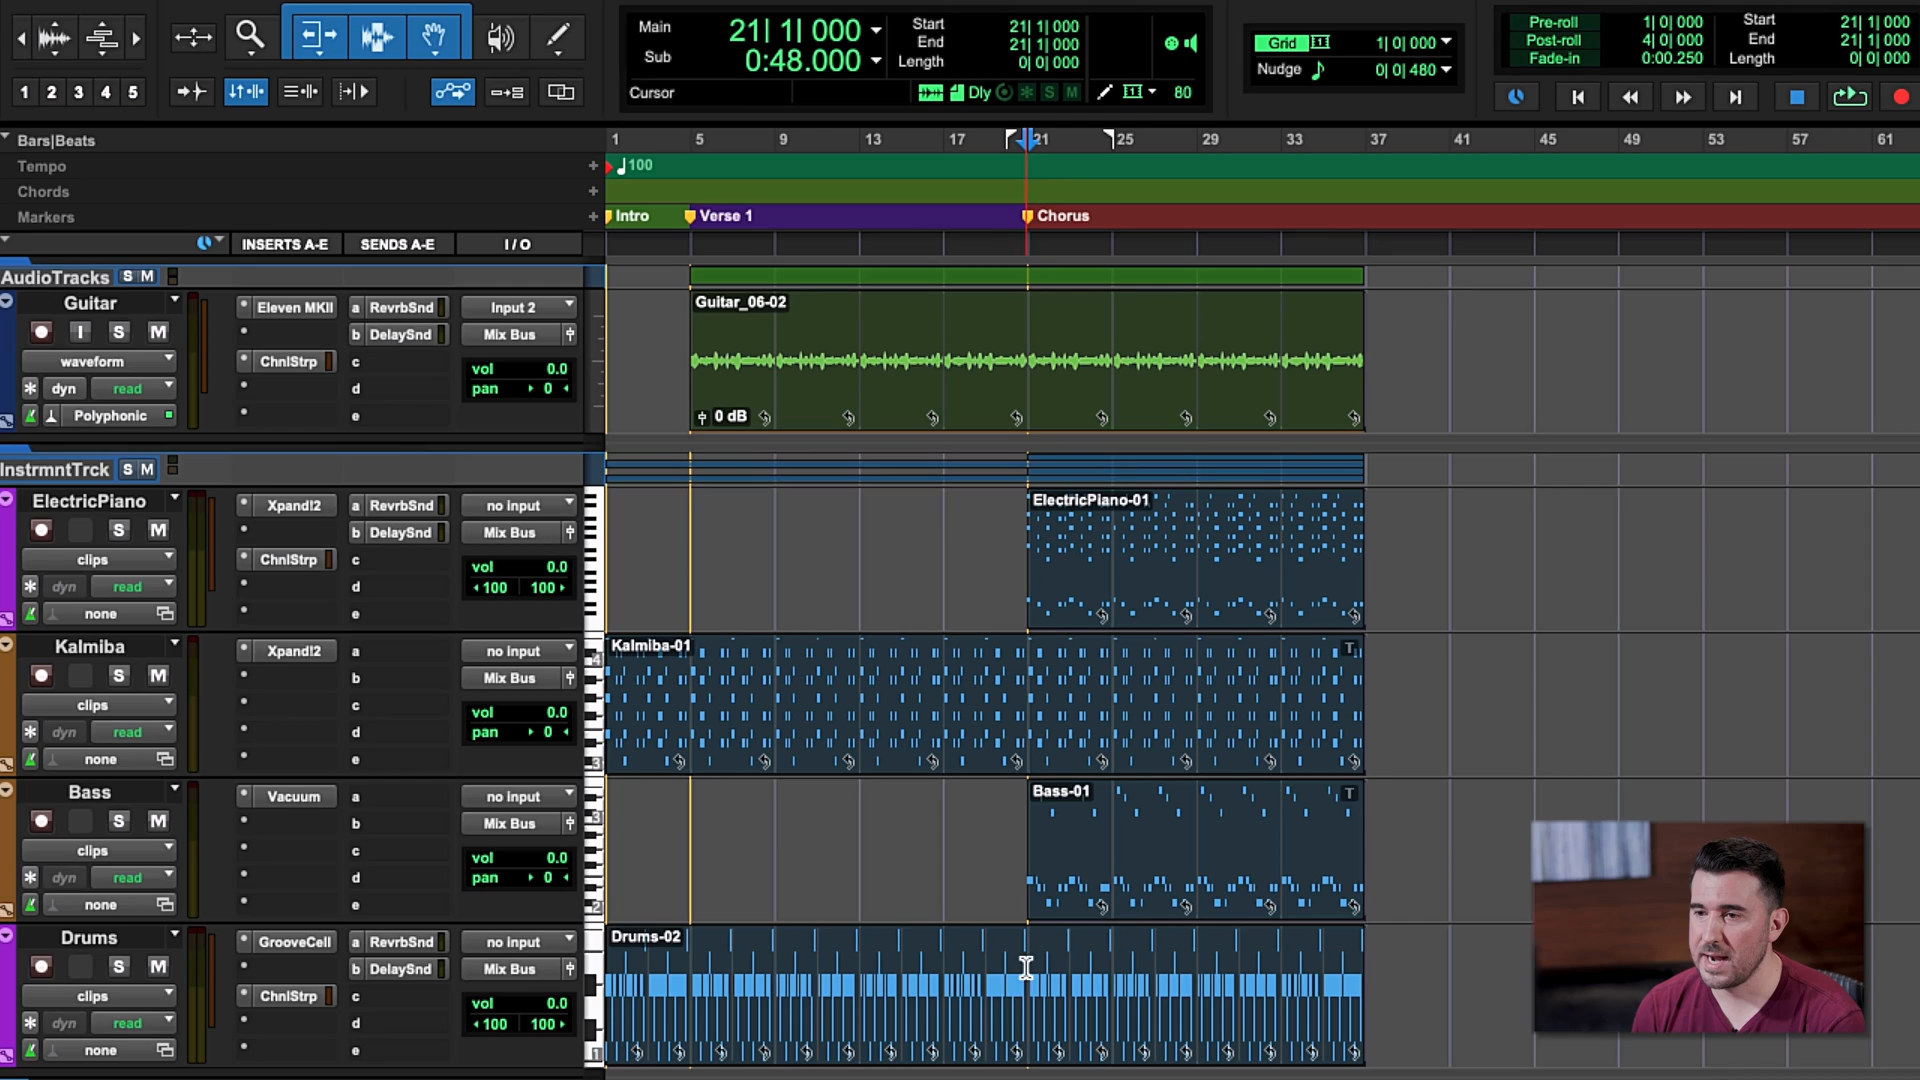 Main 21| 1| 000
Sub 0:48.000
Start 21| 1| 000
End 21| 1| 000
Length 0| 0| 000
Cursor
Dly S M 80
Grid 1| 0| 000
Nudge 0| 0| 480
Pre-roll 1| 0| 000
Post-roll 4| 0| 000
Fade-in 0:00.250
Start 21| 1| 000
End 21| 1| 000
Length 0| 0| 000
1 2 3 4 5
Bars|Beats 1 5 9 13 17 21 25 29 33 37 41 45 49 53 57 61
Tempo + 100
Chords +
Markers + Intro Verse 1 Chorus
INSERTS A-E SENDS A-E I / O
AudioTracks S M
Guitar Eleven MKII a RevrbSnd Input 2 Guitar_06-02
I S M b DelaySnd Mix Bus
waveform ChnlStrp c vol 0.0
dyn read d pan 0
Polyphonic e 0 dB
InstrmntTrck S M
ElectricPiano Xpand!2 a RevrbSnd no input ElectricPiano-01
S M b DelaySnd Mix Bus
clips ChnlStrp c vol 0.0
dyn read d 100 100
none e
Kalmiba Xpand!2 a no input Kalmiba-01 T
S M b Mix Bus 4
clips c vol 0.0
dyn read d pan 0
none e 3
Bass Vacuum a no input Bass-01 T
S M b Mix Bus 3
clips c vol 0.0
dyn read d pan 0
none e 2
Drums GrooveCell a RevrbSnd no input Drums-02
S M b DelaySnd Mix Bus
clips ChnlStrp c vol 0.0
dyn read d 100 100
none e 1